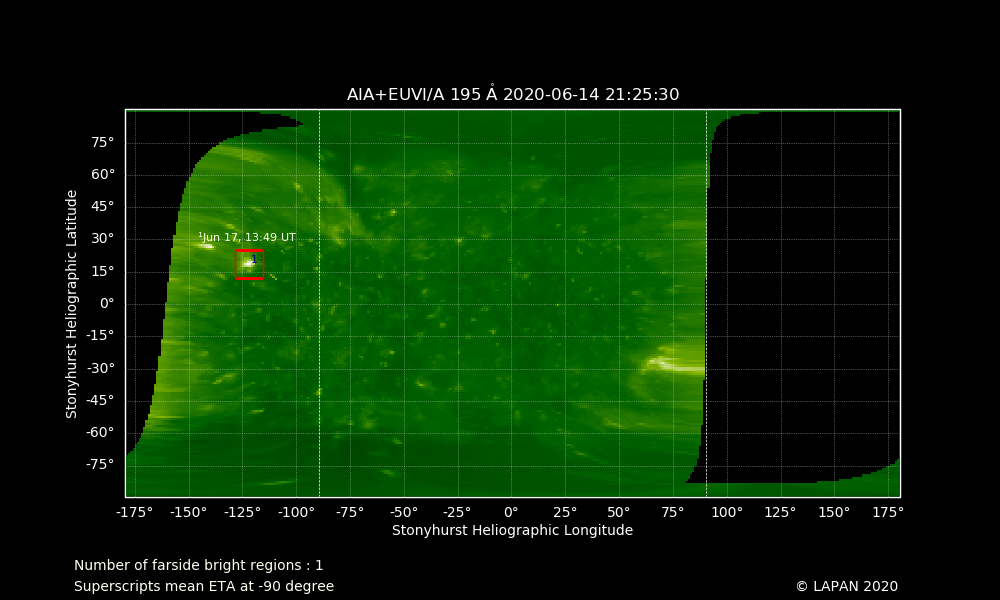 AIA+EUVI/A 195 Å 2020-06-14 21:25:30
75°
60°
45°
30°
15°
0°
-15°
-30°
-45°
-60°
-75°
Stonyhurst Heliographic Latitude
¹Jun 17, 13:49 UT
1
-175° -150° -125° -100° -75° -50° -25° 0° 25° 50° 75° 100° 125° 150° 175°
Stonyhurst Heliographic Longitude
Number of farside bright regions : 1
Superscripts mean ETA at -90 degree
© LAPAN 2020